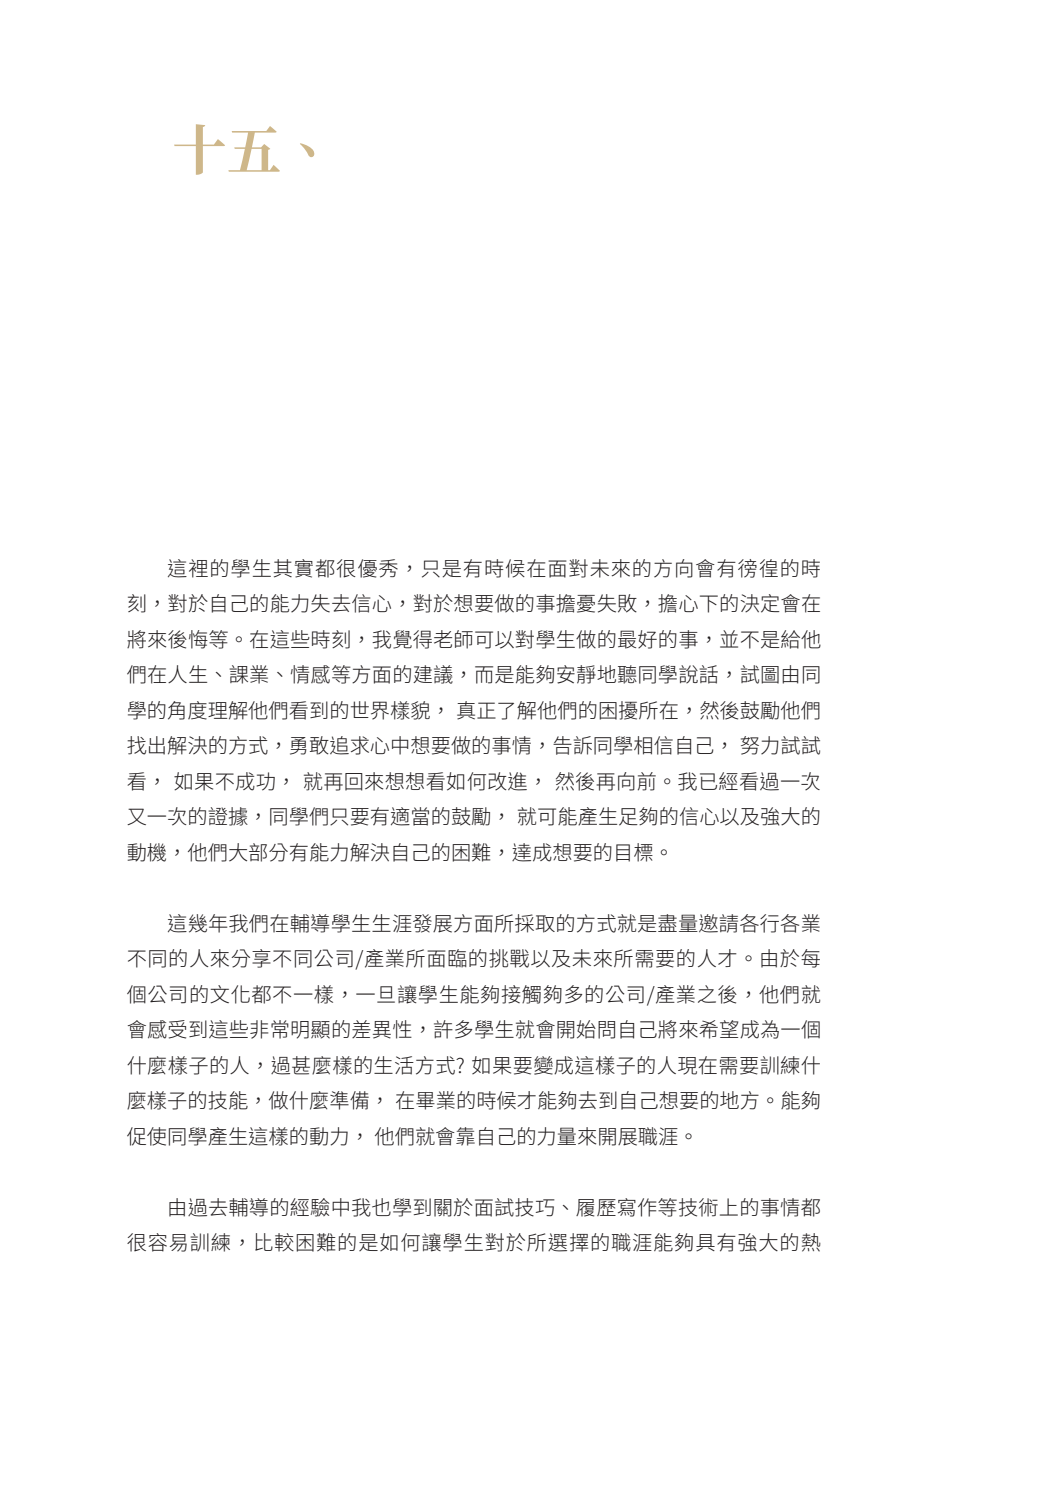 十五、
這裡的學生其實都很優秀，只是有時候在面對未來的方向會有徬徨的時
刻，對於自己的能力失去信心，對於想要做的事擔憂失敗，擔心下的決定會在
將來後悔等。在這些時刻，我覺得老師可以對學生做的最好的事，並不是給他
們在人生、課業、情感等方面的建議，而是能夠安靜地聽同學說話，試圖由同
學的角度理解他們看到的世界樣貌， 真正了解他們的困擾所在，然後鼓勵他們
找出解決的方式，勇敢追求心中想要做的事情，告訴同學相信自己， 努力試試
看， 如果不成功， 就再回來想想看如何改進， 然後再向前。我已經看過一次
又一次的證據，同學們只要有適當的鼓勵， 就可能產生足夠的信心以及強大的
動機，他們大部分有能力解決自己的困難，達成想要的目標。
這幾年我們在輔導學生生涯發展方面所採取的方式就是盡量邀請各行各業
不同的人來分享不同公司/產業所面臨的挑戰以及未來所需要的人才。由於每
個公司的文化都不一樣，一旦讓學生能夠接觸夠多的公司/產業之後，他們就
會感受到這些非常明顯的差異性，許多學生就會開始問自己將來希望成為一個
什麼樣子的人，過甚麼樣的生活方式? 如果要變成這樣子的人現在需要訓練什
麼樣子的技能，做什麼準備， 在畢業的時候才能夠去到自己想要的地方。能夠
促使同學產生這樣的動力， 他們就會靠自己的力量來開展職涯。
由過去輔導的經驗中我也學到關於面試技巧、履歷寫作等技術上的事情都
很容易訓練，比較困難的是如何讓學生對於所選擇的職涯能夠具有強大的熱